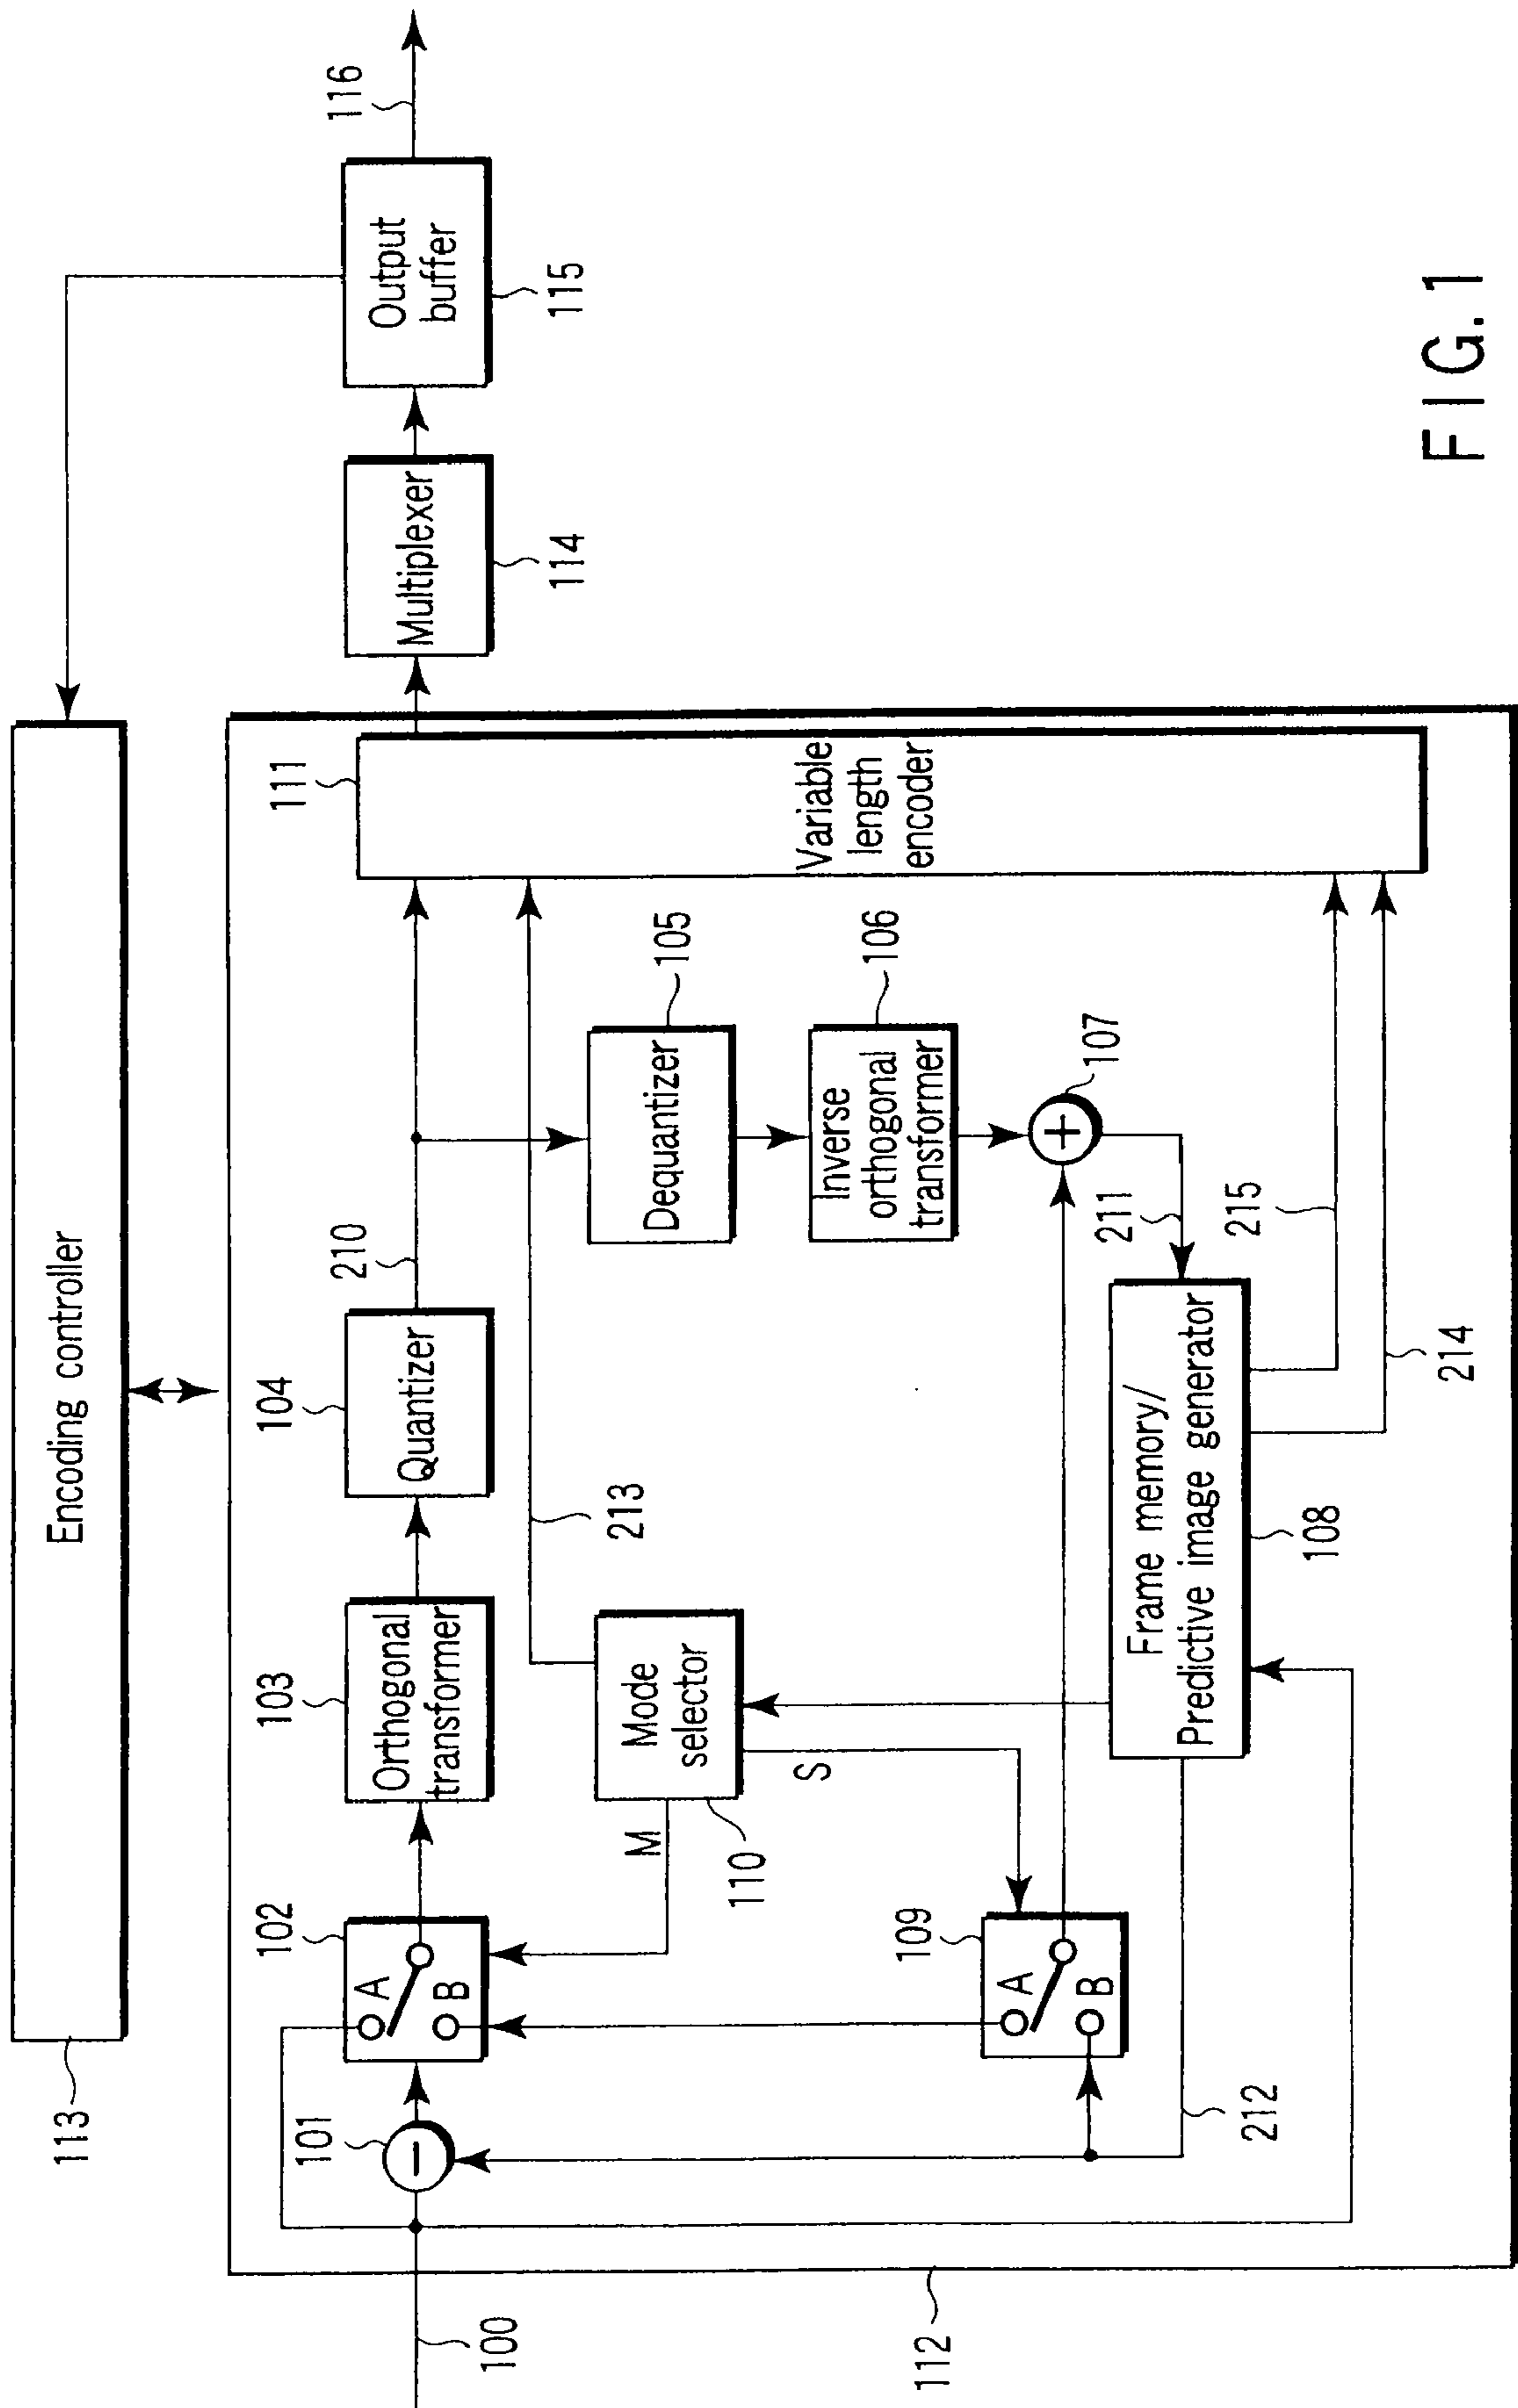 113
Encoding controller
112
100
101
102
A
B
103
Orthogonal
transformer
104
Quantizer
210
111
Variable
length
encoder
Multiplexer
114
Output
buffer
115
116
M
Mode
selector
110
S
213
Dequantizer
105
Inverse
orthogonal
transformer
106
107
109
A
B
211
212
Frame memory/
Predictive image generator
108
215
214
FIG. 1